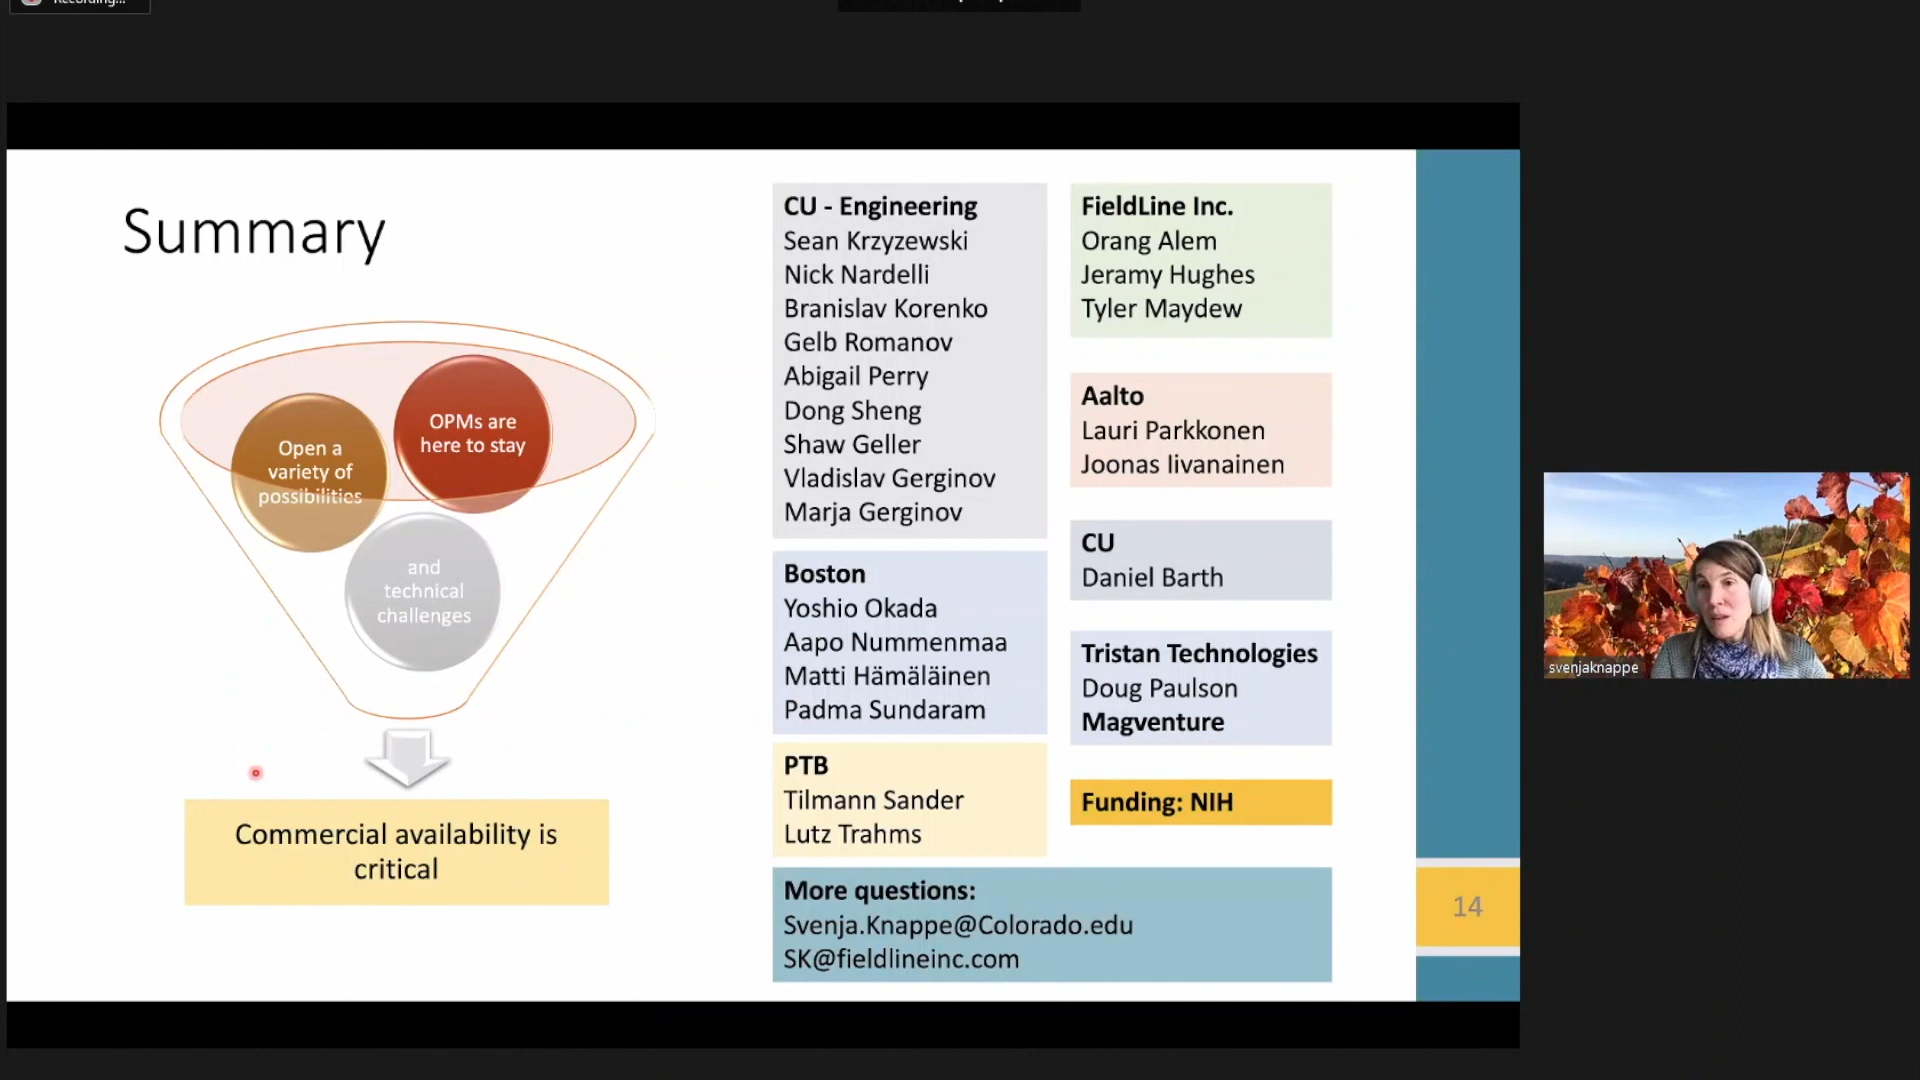 Recording...
Summary
OPMs are
here to stay
Open a
variety of
possibilities
and
technical
challenges
Commercial availability is
critical
CU - Engineering
Sean Krzyzewski
Nick Nardelli
Branislav Korenko
Gelb Romanov
Abigail Perry
Dong Sheng
Shaw Geller
Vladislav Gerginov
Marja Gerginov
Boston
Yoshio Okada
Aapo Nummenmaa
Matti Hämäläinen
Padma Sundaram
PTB
Tilmann Sander
Lutz Trahms
FieldLine Inc.
Orang Alem
Jeramy Hughes
Tyler Maydew
Aalto
Lauri Parkkonen
Joonas Iivanainen
CU
Daniel Barth
Tristan Technologies
Doug Paulson
Magventure
Funding: NIH
More questions:
Svenja.Knappe@Colorado.edu
SK@fieldlineinc.com
14
svenjaknappe